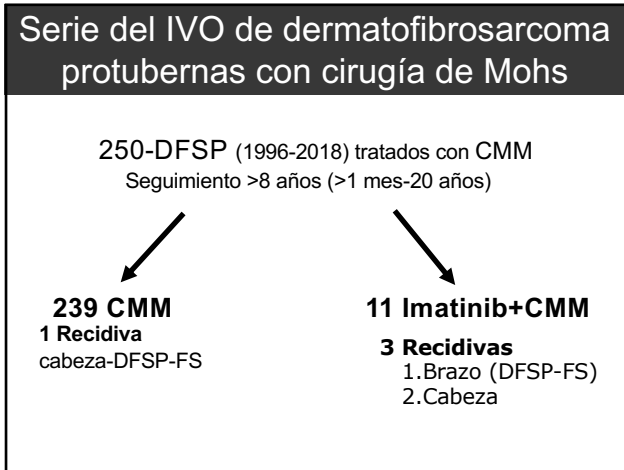 Serie del IVO de dermatofibrosarcoma
protubernas con cirugía de Mohs
250-DFSP (1996-2018) tratados con CMM
Seguimiento >8 años (>1 mes-20 años)
239 CMM
1 Recidiva
cabeza-DFSP-FS
11 Imatinib+CMM
3 Recidivas
1.Brazo (DFSP-FS)
2.Cabeza